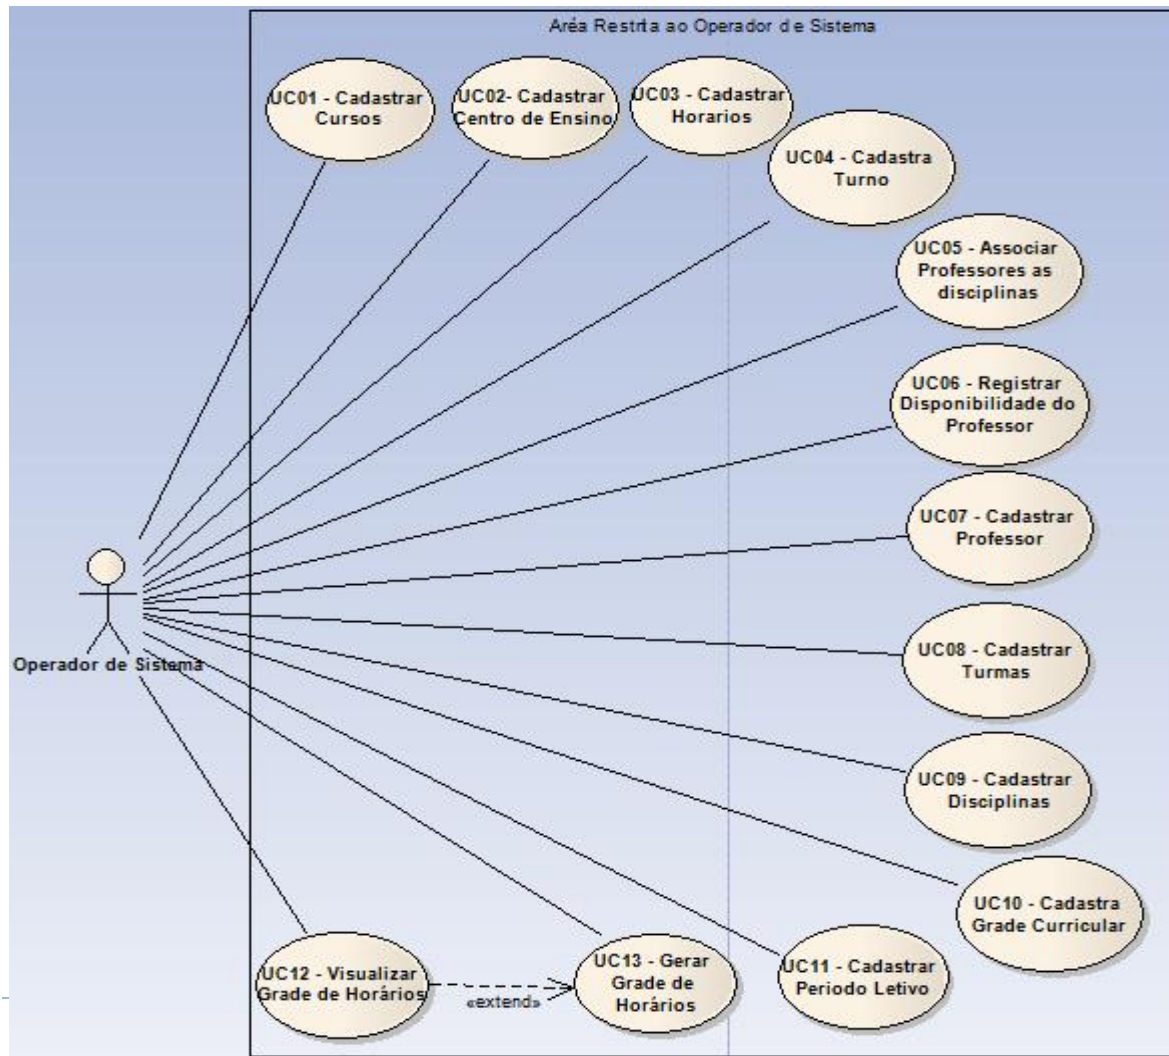 Aréa Restrita ao Operador de Sistema
UC01 - Cadastrar
Cursos
UC02- Cadastrar
Centro de Ensino
UC03 - Cadastrar
Horarios
UC04 - Cadastra
Turno
UC05 - Associar
Professores as
disciplinas
UC06 - Registrar
Disponibilidade do
Professor
UC07 - Cadastrar
Professor
Operador de Sistema
UC08 - Cadastrar
Turmas
UC09 - Cadastrar
Disciplinas
UC10 - Cadastra
Grade Curricular
UC12 - Visualizar
Grade de Horários
«extend»
UC13 - Gerar
Grade de
Horários
UC11 - Cadastrar
Periodo Letivo